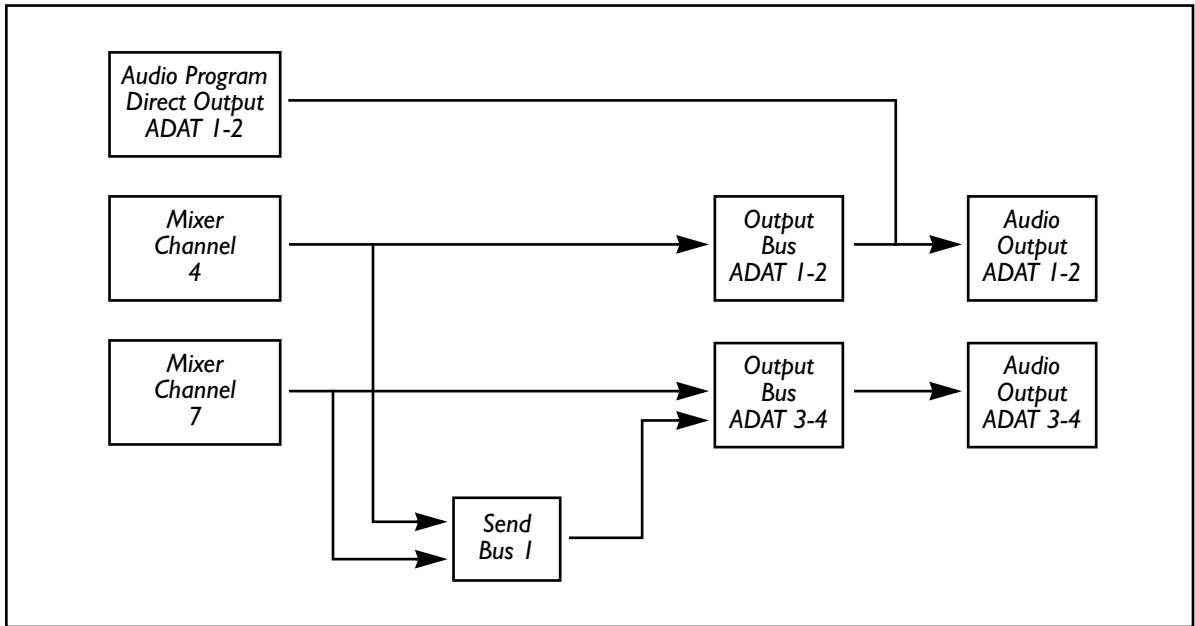 Audio Program
Direct Output
ADAT 1-2
Mixer
Channel
4
Output
Bus
ADAT 1-2
Audio
Output
ADAT 1-2
Mixer
Channel
7
Output
Bus
ADAT 3-4
Audio
Output
ADAT 3-4
Send
Bus 1